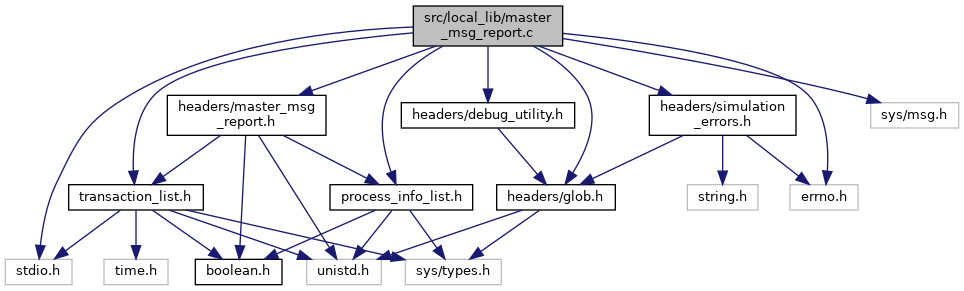 src/local_lib/master
_msg_report.c
headers/master_msg
_report.h
headers/debug_utility.h
headers/simulation
_errors.h
sys/msg.h
transaction_list.h
process_info_list.h
headers/glob.h
string.h
errno.h
stdio.h
time.h
boolean.h
unistd.h
sys/types.h